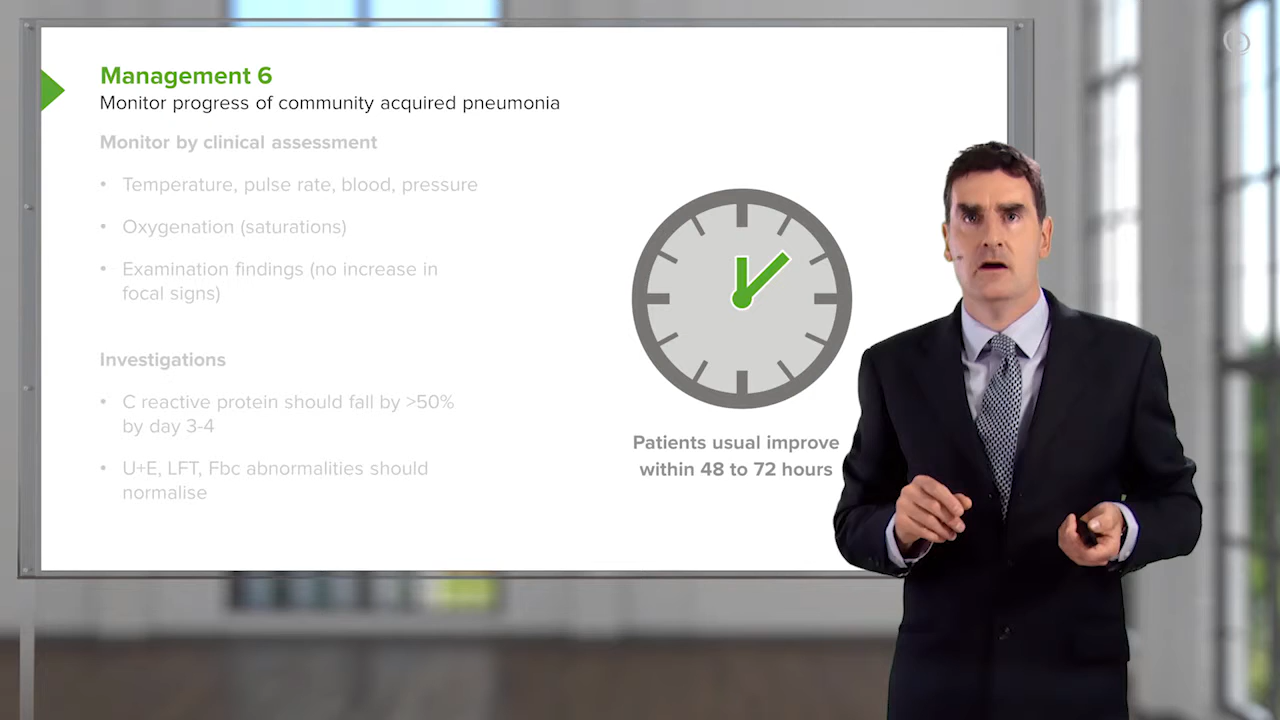 Management 6
Monitor progress of community acquired pneumonia
Monitor by clinical assessment
• Temperature, pulse rate, blood, pressure
• Oxygenation (saturations)
• Examination findings (no increase in
focal signs)
Investigations
• C reactive protein should fall by >50%
by day 3-4
• U+E, LFT, Fbc abnormalities should
normalise
Patients usual improve
within 48 to 72 hours